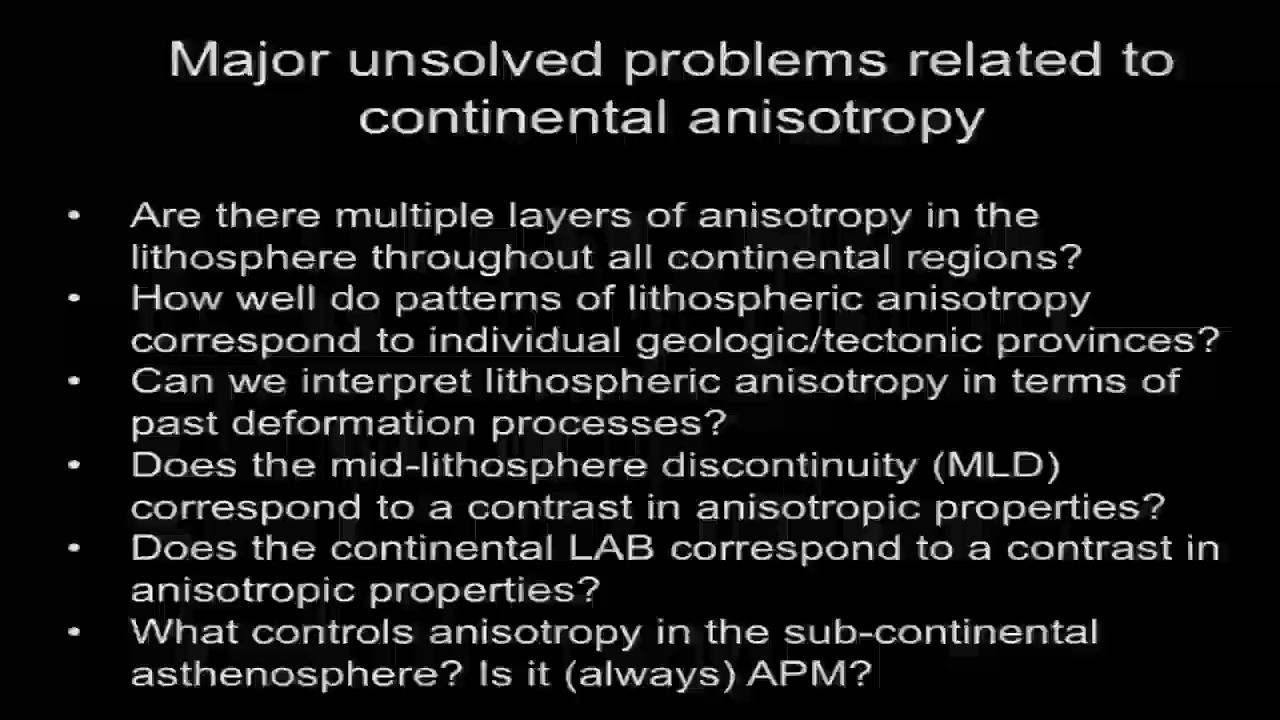 Major unsolved problems related to
continental anisotropy
• Are there multiple layers of anisotropy in the
lithosphere throughout all continental regions?
• How well do patterns of lithospheric anisotropy
correspond to individual geologic/tectonic provinces?
• Can we interpret lithospheric anisotropy in terms of
past deformation processes?
• Does the mid-lithosphere discontinuity (MLD)
correspond to a contrast in anisotropic properties?
• Does the continental LAB correspond to a contrast in
anisotropic properties?
• What controls anisotropy in the sub-continental
asthenosphere? Is it (always) APM?